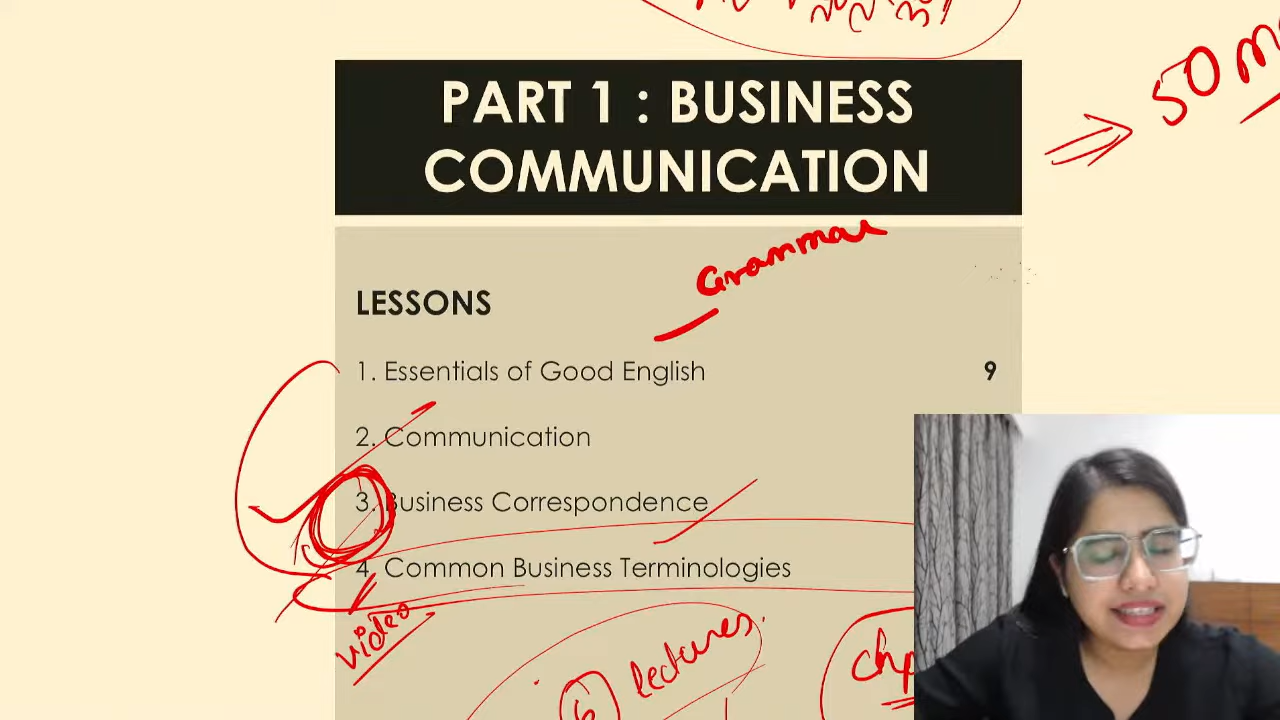 50
PART 1 : BUSINESS
COMMUNICATION
Grammar
LESSONS
1. Essentials of Good English 9
2. Communication
3. Business Correspondence
4. Common Business Terminologies
video
6 lectures.